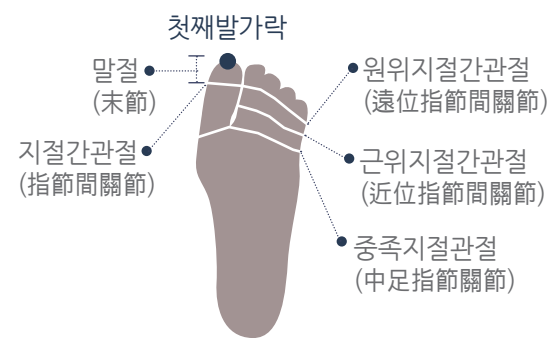 첫째발가락
말절
(末節)
지절간관절
(指節間關節)
원위지절간관절
(遠位指節間關節)
근위지절간관절
(近位指節間關節)
중족지절관절
(中足指節關節)